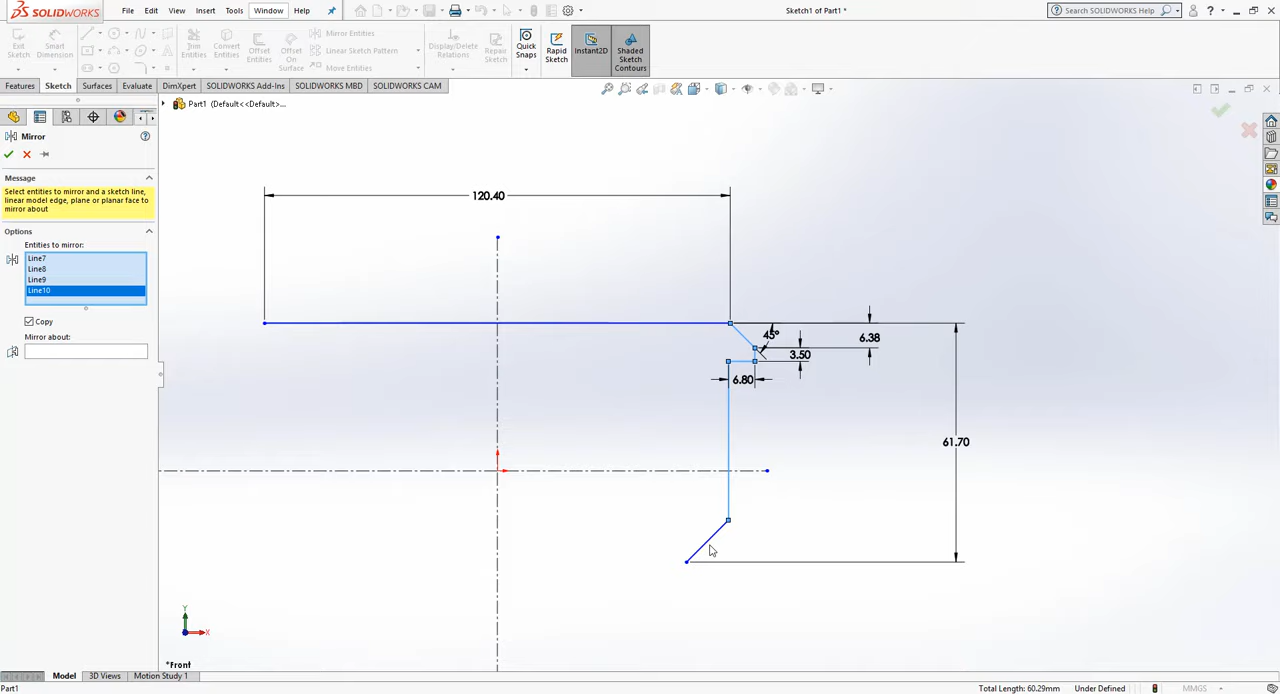 SOLIDWORKS
File Edit View Insert Tools Window Help
Sketch1 of Part1 *
Search SOLIDWORKS Help
Exit Sketch
Smart Dimension
Trim Entities
Convert Entities
Offset Entities
Offset On Surface
Mirror Entities
Linear Sketch Pattern
Move Entities
Display/Delete Relations
Repair Sketch
Quick Snaps
Rapid Sketch
Instant2D
Shaded Sketch Contours
Features Sketch Surfaces Evaluate DimXpert SOLIDWORKS Add-Ins SOLIDWORKS MBD SOLIDWORKS CAM
Part1 (Default<<Default>...
Mirror
Message
Select entities to mirror and a sketch line,
linear model edge, plane or planar face to
mirror about
Options
Entities to mirror:
Line7
Line8
Line9
Line10
Copy
Mirror about:
120.40
45°
6.38
3.50
6.80
61.70
Y
X
*Front
Model 3D Views Motion Study 1
Part1
Total Length: 60.29mm Under Defined MMGS